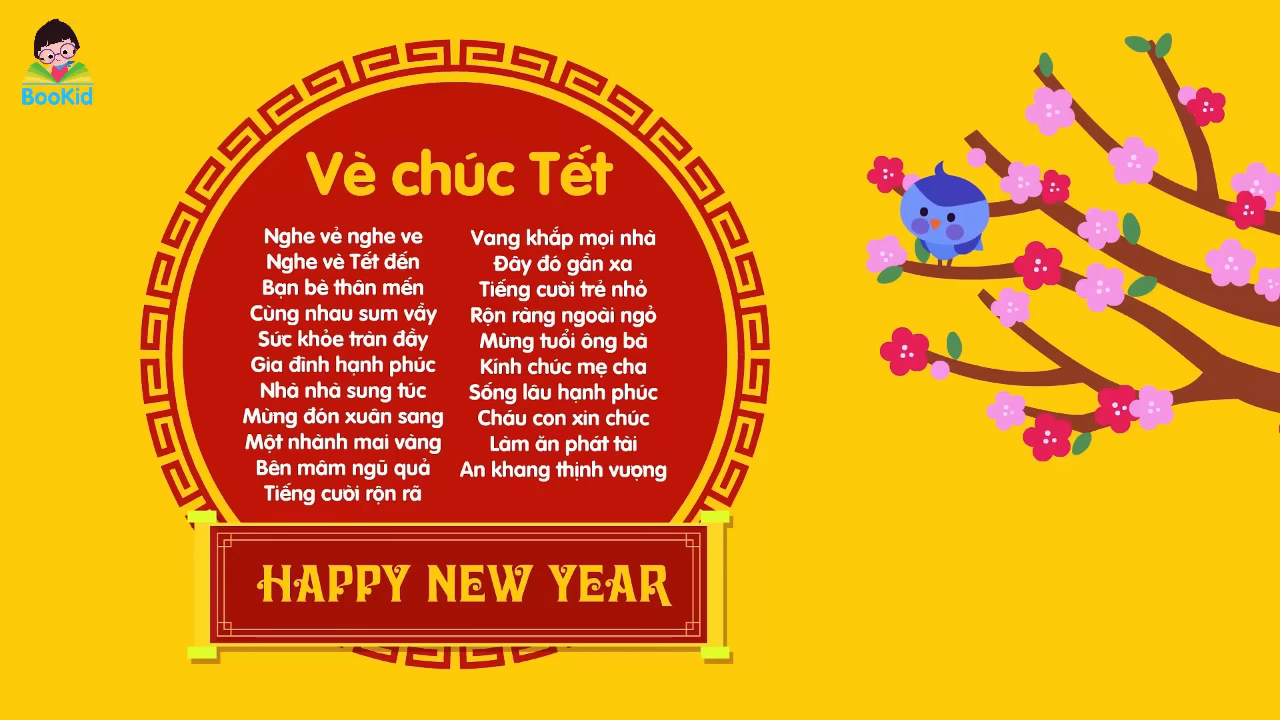 BooKid
Vè chúc Tết
Nghe vẻ nghe ve
Nghe vè Tết đến
Bạn bè thân mến
Cùng nhau sum vầy
Sức khỏe tràn đầy
Gia đình hạnh phúc
Nhà nhà sung túc
Mừng đón xuân sang
Một nhành mai vàng
Bên mâm ngũ quả
Tiếng cười rộn rã
Vang khắp mọi nhà
Đây đó gần xa
Tiếng cười trẻ nhỏ
Rộn ràng ngoài ngỏ
Mừng tuổi ông bà
Kính chúc mẹ cha
Sống lâu hạnh phúc
Cháu con xin chúc
Làm ăn phát tài
An khang thịnh vượng
HAPPY NEW YEAR